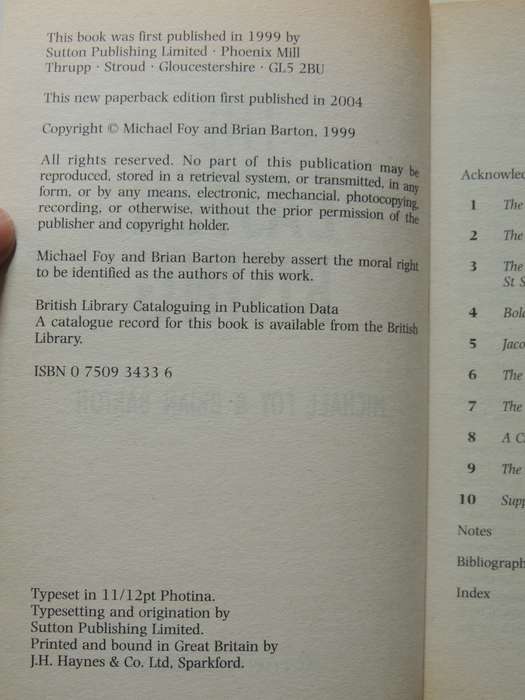 This book was first published in 1999 by
Sutton Publishing Limited · Phoenix Mill
Thrupp · Stroud · Gloucestershire · GL5 2BU
This new paperback edition first published in 2004
Copyright © Michael Foy and Brian Barton, 1999
All rights reserved. No part of this publication may be
reproduced, stored in a retrieval system, or transmitted, in any
form, or by any means, electronic, mechancial, photocopying,
recording, or otherwise, without the prior permission of the
publisher and copyright holder.
Michael Foy and Brian Barton hereby assert the moral right
to be identified as the authors of this work.
British Library Cataloguing in Publication Data
A catalogue record for this book is available from the British
Library.
ISBN 0 7509 3433 6
Typeset in 11/12pt Photina.
Typesetting and origination by
Sutton Publishing Limited.
Printed and bound in Great Britain by
J.H. Haynes & Co. Ltd, Sparkford.
Acknowled
1 The
2 The
3 The
St S
4 Bola
5 Jaco
6 The
7 The
8 A C
9 The
10 Supp
Notes
Bibliograph
Index